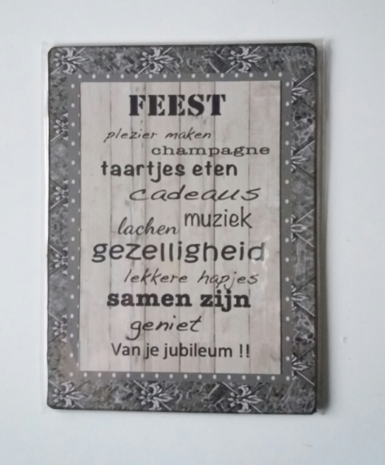 FEEST
plezier maken
champagne
taartjes eten
cadeaus
lachen muziek
gezelligheid
lekkere hapjes
samen zijn
geniet
Van je jubileum !!